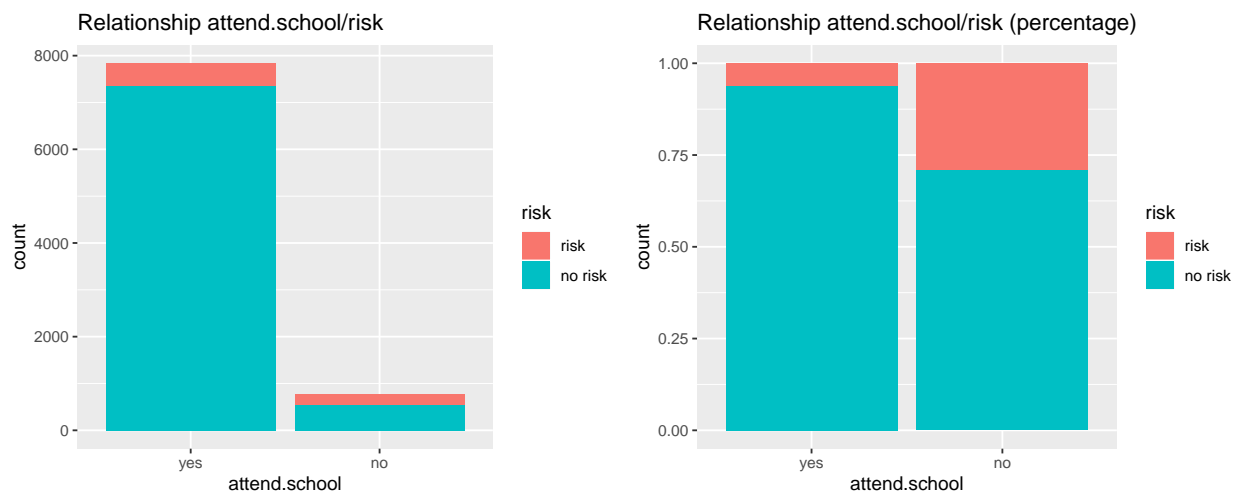 Relationship attend.school/risk
8000
6000
4000
2000
0
count
yes
no
attend.school
risk
risk
no risk
Relationship attend.school/risk (percentage)
1.00
0.75
0.50
0.25
0.00
count
yes
no
attend.school
risk
risk
no risk